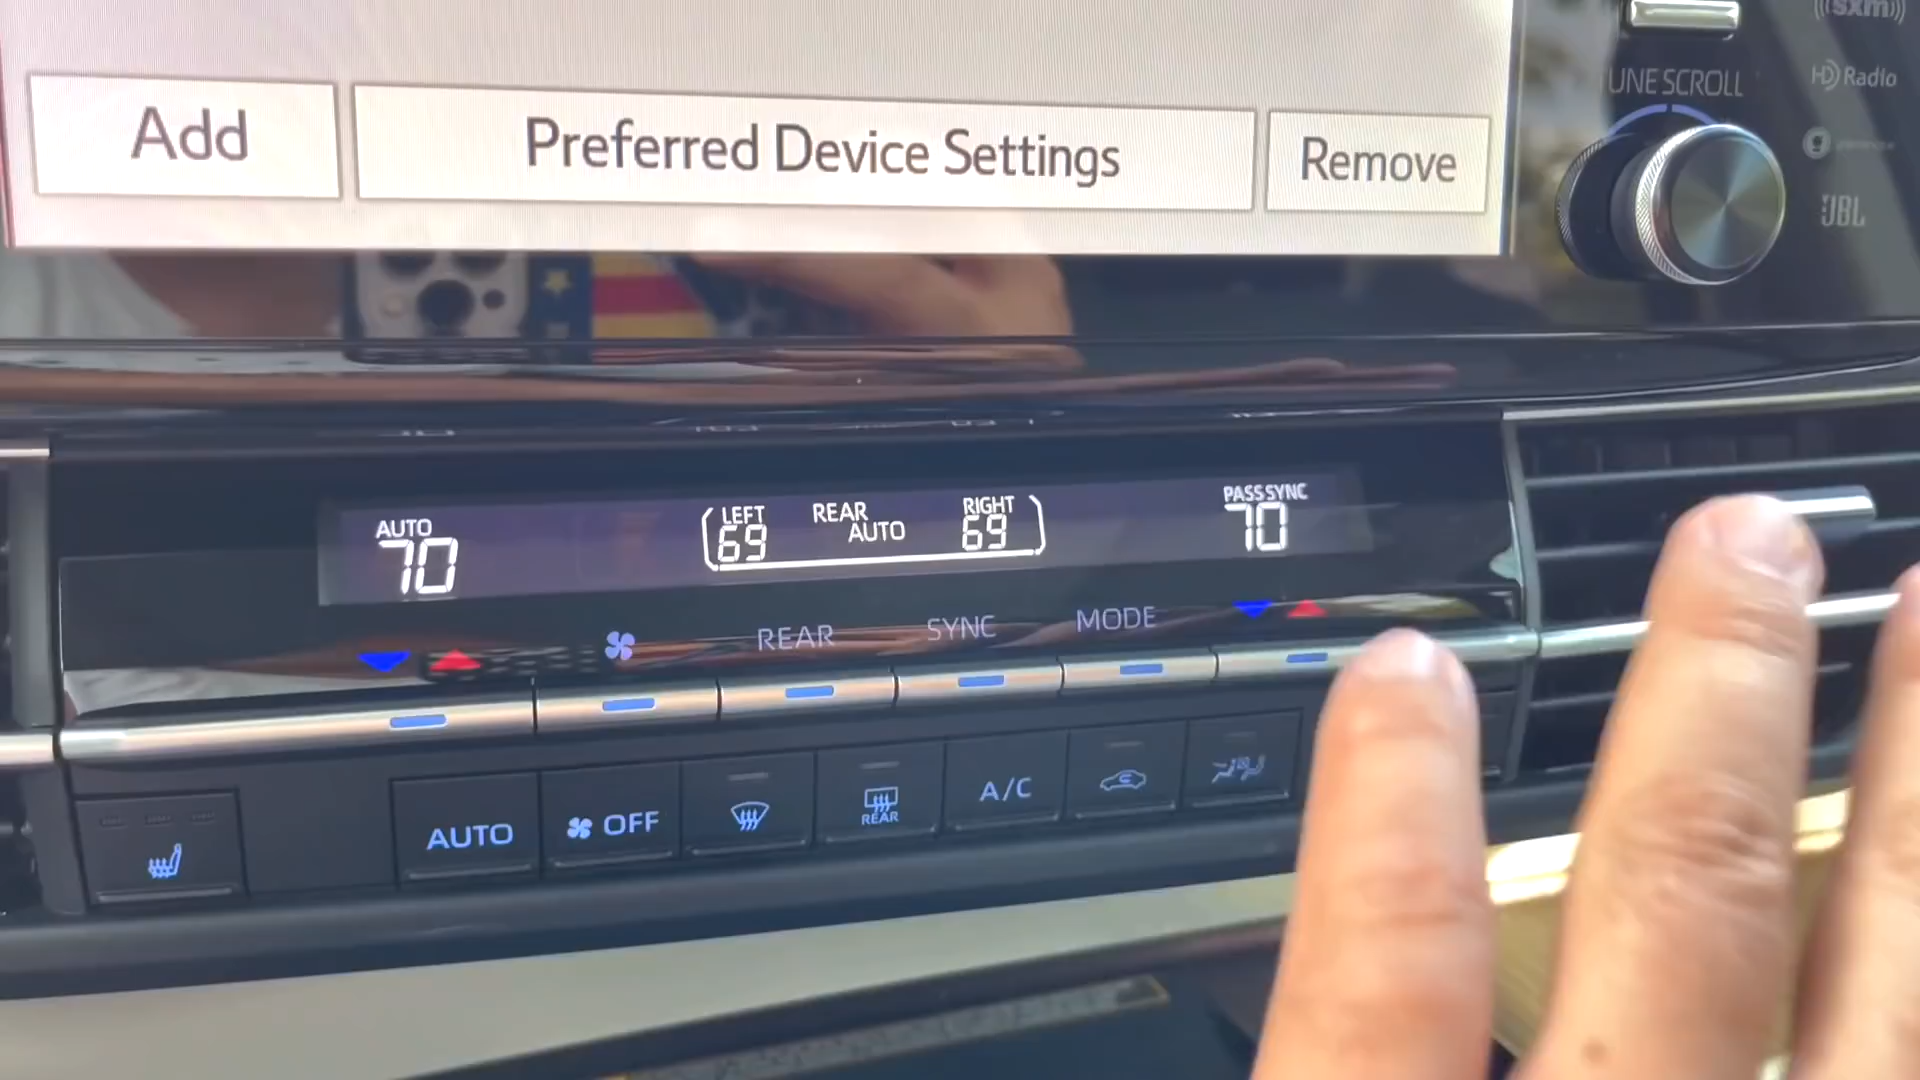 ((( sxm )))
UNE SCROLL
HD Radio
Add
Preferred Device Settings
Remove
JBL
AUTO
70
LEFT
69
REAR
AUTO
RIGHT
69
PASS SYNC
70
REAR
SYNC
MODE
AUTO
OFF
REAR
A/C